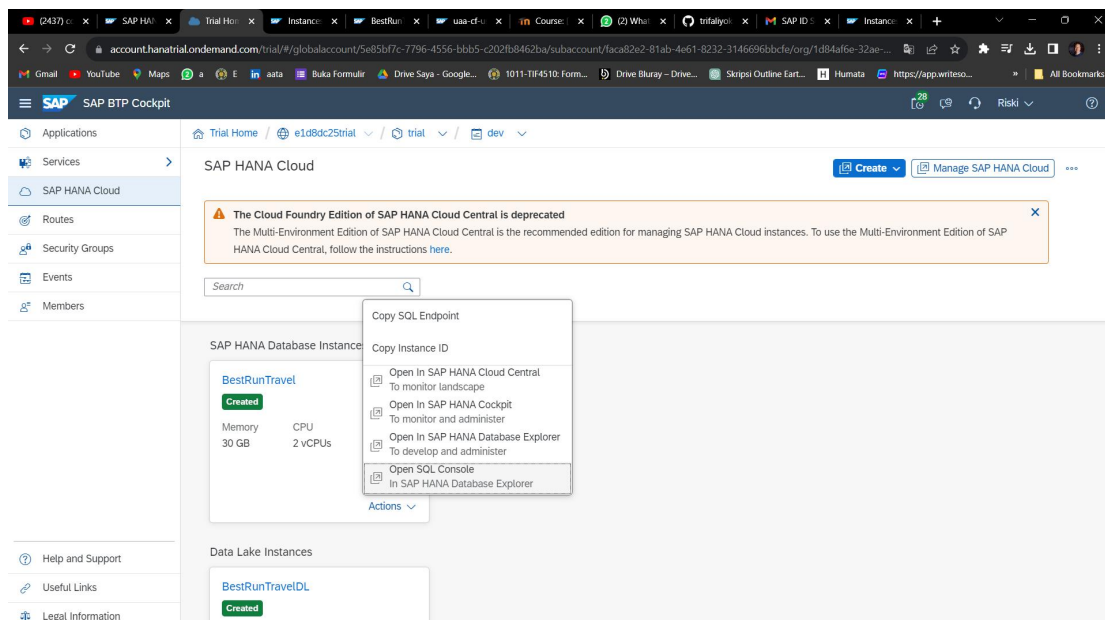 (2437) cc
SAP HAN
Trial Hon
Instance
BestRun
uaa-cf-u
Course:
(2) What
trifaliyok
SAP ID S
Instance
account.hanatrial.ondemand.com/trial/#/globalaccount/5e85bf7c-7796-4556-bbb5-c202fb8462ba/subaccount/faca82e2-81ab-4e61-8232-3146696bbcfe/org/1d84af6e-32ae-...
Gmail
YouTube
Maps
a
E
aata
Buka Formulir
Drive Saya - Google...
1011-TIF4510: Form...
Drive Bluray – Drive...
Skripsi Outline Eart...
Humata
https://app.writeso...
»
All Bookmarks
SAP SAP BTP Cockpit
28
Riski
Applications
Services
SAP HANA Cloud
Routes
Security Groups
Events
Members
Help and Support
Useful Links
Legal Information
Trial Home / e1d8dc25trial / trial / dev
SAP HANA Cloud
Create
Manage SAP HANA Cloud
The Cloud Foundry Edition of SAP HANA Cloud Central is deprecated
The Multi-Environment Edition of SAP HANA Cloud Central is the recommended edition for managing SAP HANA Cloud instances. To use the Multi-Environment Edition of SAP
HANA Cloud Central, follow the instructions here.
Search
Copy SQL Endpoint
Copy Instance ID
Open In SAP HANA Cloud Central
To monitor landscape
Open In SAP HANA Cockpit
To monitor and administer
Open In SAP HANA Database Explorer
To develop and administer
Open SQL Console
In SAP HANA Database Explorer
SAP HANA Database Instance
BestRunTravel
Created
Memory CPU
30 GB 2 vCPUs
Actions
Data Lake Instances
BestRunTravelDL
Created